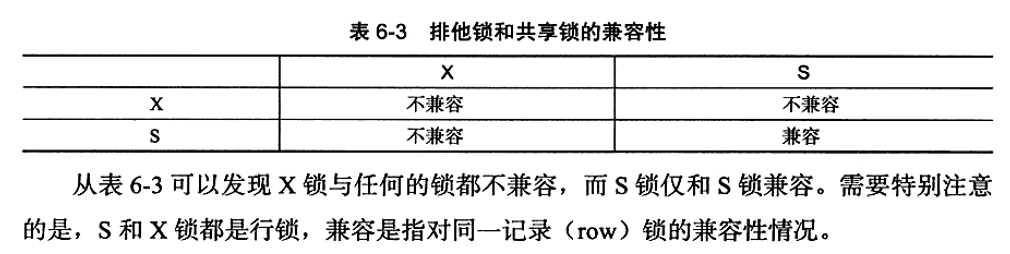 表 6-3 排他锁和共享锁的兼容性
X S
X 不兼容 不兼容
S 不兼容 兼容
从表 6-3 可以发现 X 锁与任何的锁都不兼容，而 S 锁仅和 S 锁兼容。需要特别注意
的是，S 和 X 锁都是行锁，兼容是指对同一记录（row）锁的兼容性情况。